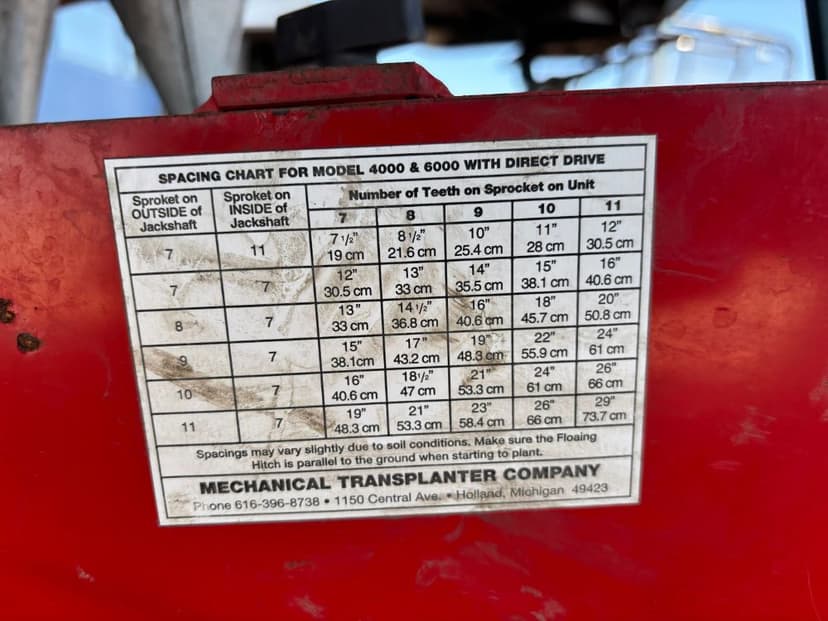 SPACING CHART FOR MODEL 4000 & 6000 WITH DIRECT DRIVE
Sproket on OUTSIDE of Jackshaft Sproket on INSIDE of Jackshaft Number of Teeth on Sprocket on Unit
7 8 9 10 11
7 11 7 1/2" 8 1/2" 10" 11" 12"
19 cm 21.6 cm 25.4 cm 28 cm 30.5 cm
7 7 12" 13" 14" 15" 16"
30.5 cm 33 cm 35.5 cm 38.1 cm 40.6 cm
8 7 13" 14 1/2" 16" 18" 20"
33 cm 36.8 cm 40.6 cm 45.7 cm 50.8 cm
9 7 15" 17" 19" 22" 24"
38.1cm 43.2 cm 48.3 cm 55.9 cm 61 cm
10 7 16" 18 1/2" 21" 24" 26"
40.6 cm 47 cm 53.3 cm 61 cm 66 cm
11 7 19" 21" 23" 26" 29"
48.3 cm 53.3 cm 58.4 cm 66 cm 73.7 cm
Spacings may vary slightly due to soil conditions. Make sure the Floaing
Hitch is parallel to the ground when starting to plant.
MECHANICAL TRANSPLANTER COMPANY
Phone 616-396-8738 • 1150 Central Ave. • Holland, Michigan 49423